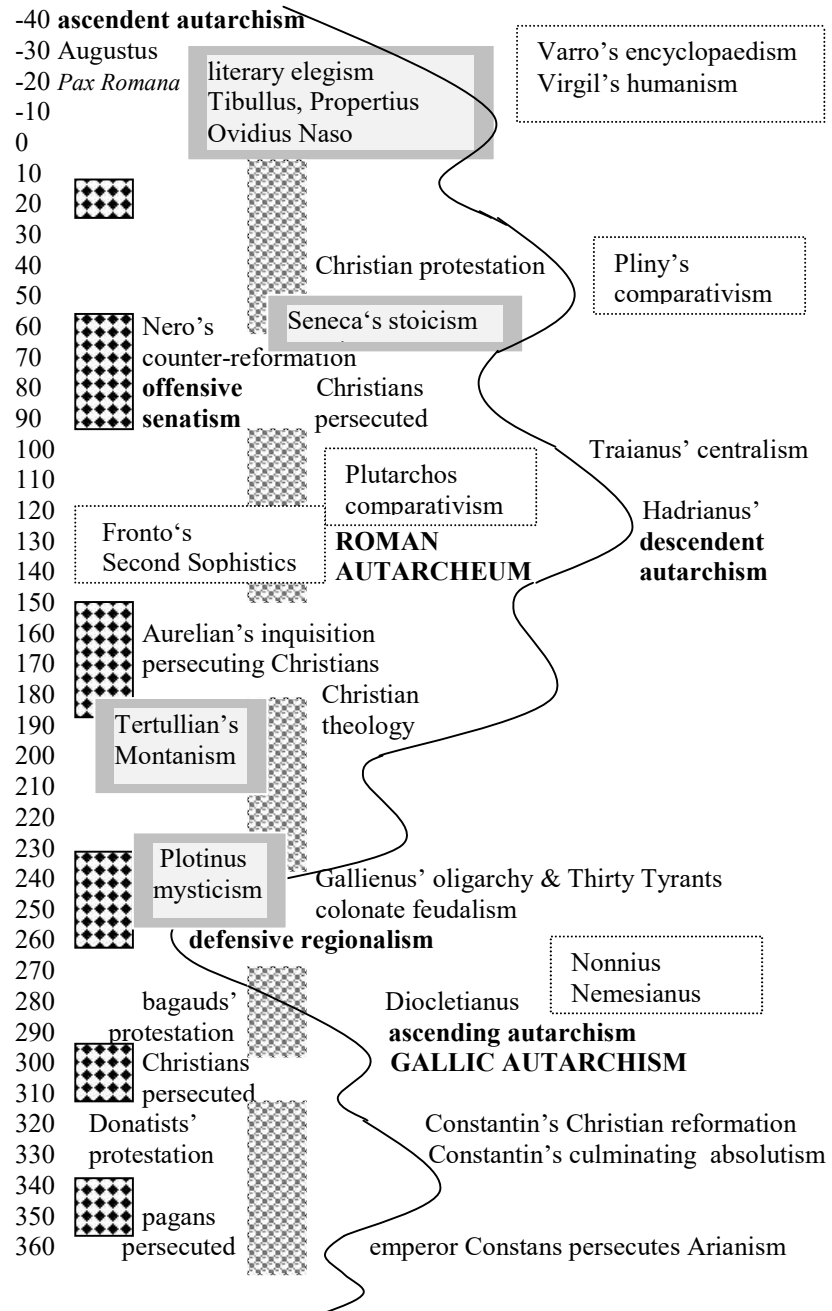 -40 ascendent autarchism
-30 Augustus
-20 Pax Romana
-10
0
literary elegism
Tibullus, Propertius
Ovidius Naso
Varro's encyclopaedism
Virgil's humanism
10
20
30
40 Christian protestation
50
Pliny's
comparativism
60 Nero's
70 counter-reformation
Seneca‘s stoicism
80 offensive
90 senatism
Christians
persecuted
100 Traianus' centralism
110
120
Plutarchos
comparativism
Hadrianus'
130
140
Fronto‘s
Second Sophistics
ROMAN
AUTARCHEUM
descendent
autarchism
150
160 Aurelian's inquisition
170 persecuting Christians
180 Christian
190 theology
Tertullian's
Montanism
200
210
220
230
Plotinus
mysticism
240 Gallienus' oligarchy & Thirty Tyrants
250 colonate feudalism
260 defensive regionalism
270
Nonnius
Nemesianus
280 bagauds' Diocletianus
290 protestation ascending autarchism
300 Christians GALLIC AUTARCHISM
310 persecuted
320 Donatists' Constantin's Christian reformation
330 protestation Constantin's culminating absolutism
340
350 pagans
360 persecuted emperor Constans persecutes Arianism